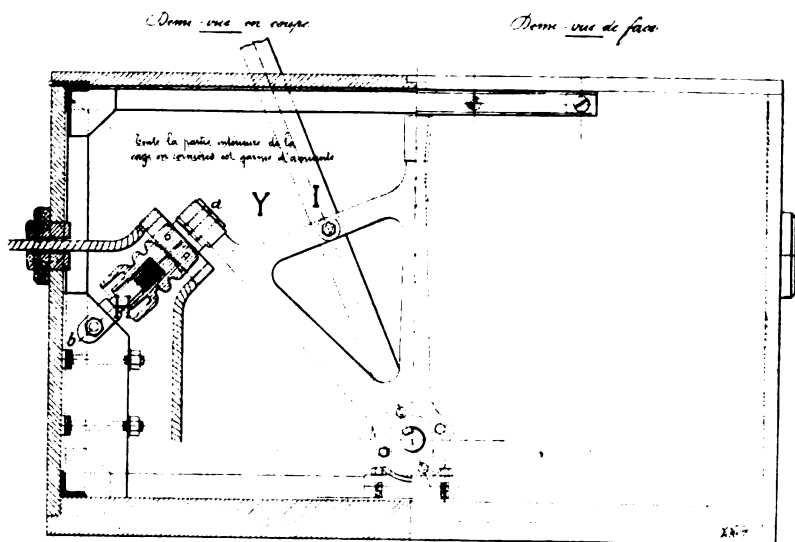 Demi-vue en coupe
Demi-vue de face
Toute la partie intérieure de la
cage en cornières est garnie d'amiante
Y I
a
b